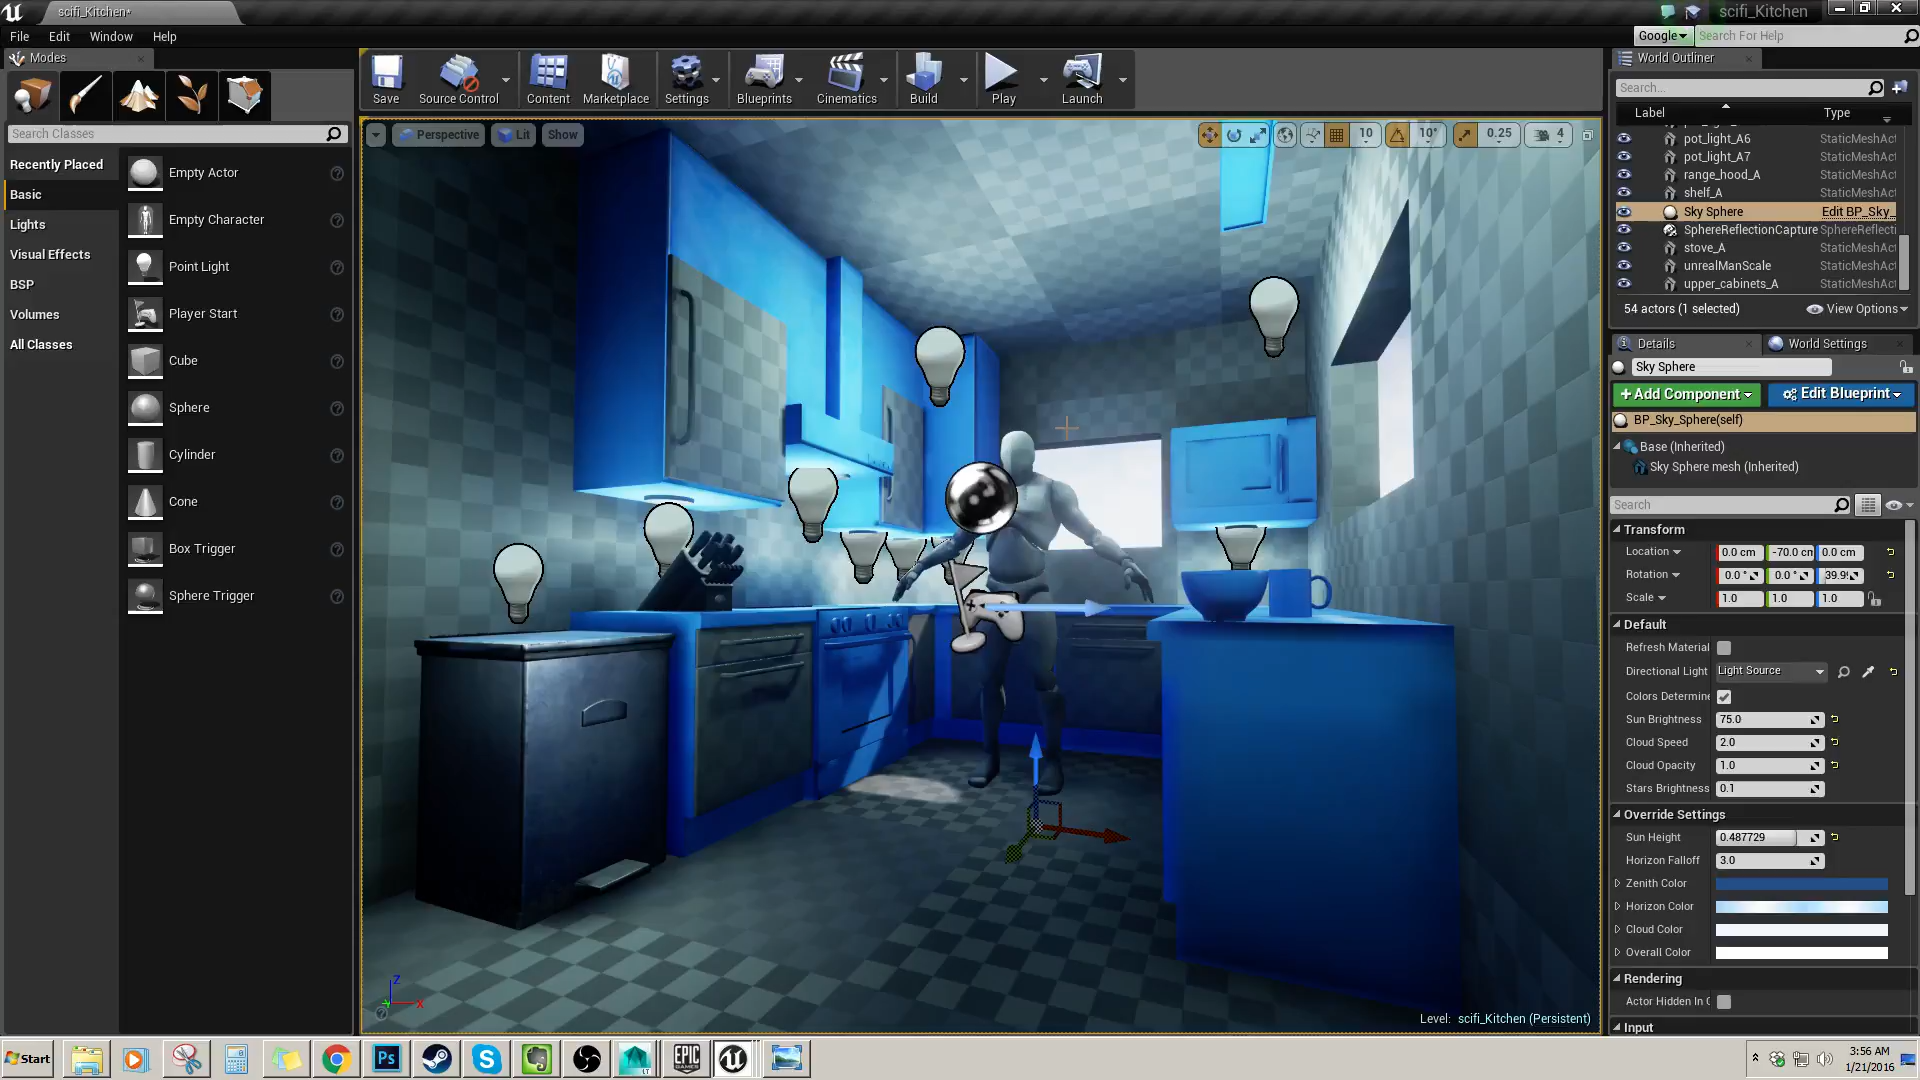 scifi_Kitchen*
scifi_Kitchen
File Edit Window Help
Google Search For Help
Modes
World Outliner
Save
Source Control
Content
Marketplace
Settings
Blueprints
Cinematics
Build
Play
Launch
Search...
Label Type
Search Classes
Perspective Lit Show
10 10° 0.25 4
Recently Placed
Basic
Lights
Visual Effects
BSP
Volumes
All Classes
Empty Actor
Empty Character
Point Light
Player Start
Cube
Sphere
Cylinder
Cone
Box Trigger
Sphere Trigger
pot_light_A6 StaticMeshAct
pot_light_A7 StaticMeshAct
range_hood_A StaticMeshAct
shelf_A StaticMeshAct
Sky Sphere Edit BP_Sky_
SphereReflectionCapture SphereReflecti
stove_A StaticMeshAct
unrealManScale StaticMeshAct
upper_cabinets_A StaticMeshAct
54 actors (1 selected) View Options
Details World Settings
Sky Sphere
+Add Component Edit Blueprint
BP_Sky_Sphere(self)
Base (Inherited)
Sky Sphere mesh (Inherited)
Search
Transform
Location 0.0 cm -70.0 cm 0.0 cm
Rotation 0.0 ° 0.0 ° 39.9
Scale 1.0 1.0 1.0
Default
Refresh Material
Directional Light Light Source
Colors Determine
Sun Brightness 75.0
Cloud Speed 2.0
Cloud Opacity 1.0
Stars Brightness 0.1
Override Settings
Sun Height 0.487729
Horizon Falloff 3.0
Zenith Color
Horizon Color
Cloud Color
Overall Color
Rendering
Actor Hidden In G
Input
Z
X
Level: scifi_Kitchen (Persistent)
Start
Ps
LT
EPIC GAMES
3:56 AM
1/21/2016